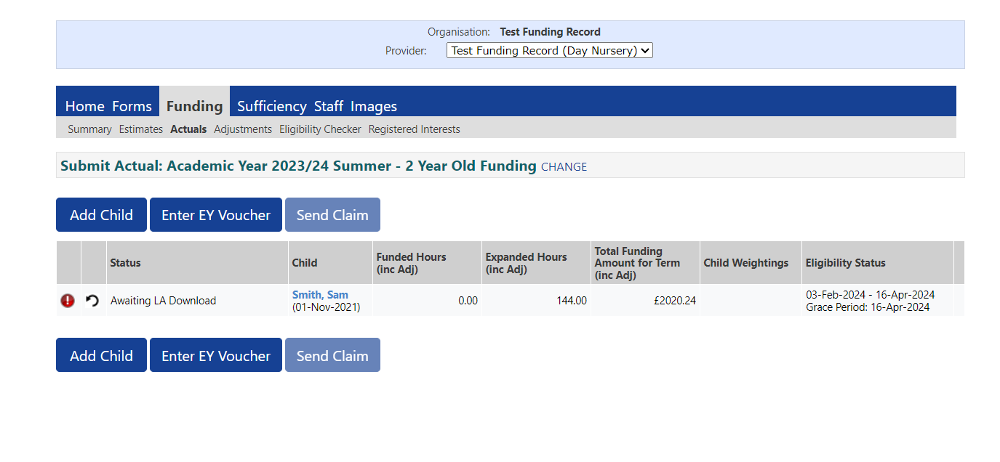 Organisation: Test Funding Record
Provider: Test Funding Record (Day Nursery)
Home Forms Funding Sufficiency Staff Images
Summary Estimates Actuals Adjustments Eligibility Checker Registered Interests
Submit Actual: Academic Year 2023/24 Summer - 2 Year Old Funding CHANGE
Add Child Enter EY Voucher Send Claim
Status Child Funded Hours (inc Adj) Expanded Hours (inc Adj) Total Funding Amount for Term (inc Adj) Child Weightings Eligibility Status
Awaiting LA Download Smith, Sam (01-Nov-2021) 0.00 144.00 £2020.24 03-Feb-2024 - 16-Apr-2024 Grace Period: 16-Apr-2024
Add Child Enter EY Voucher Send Claim